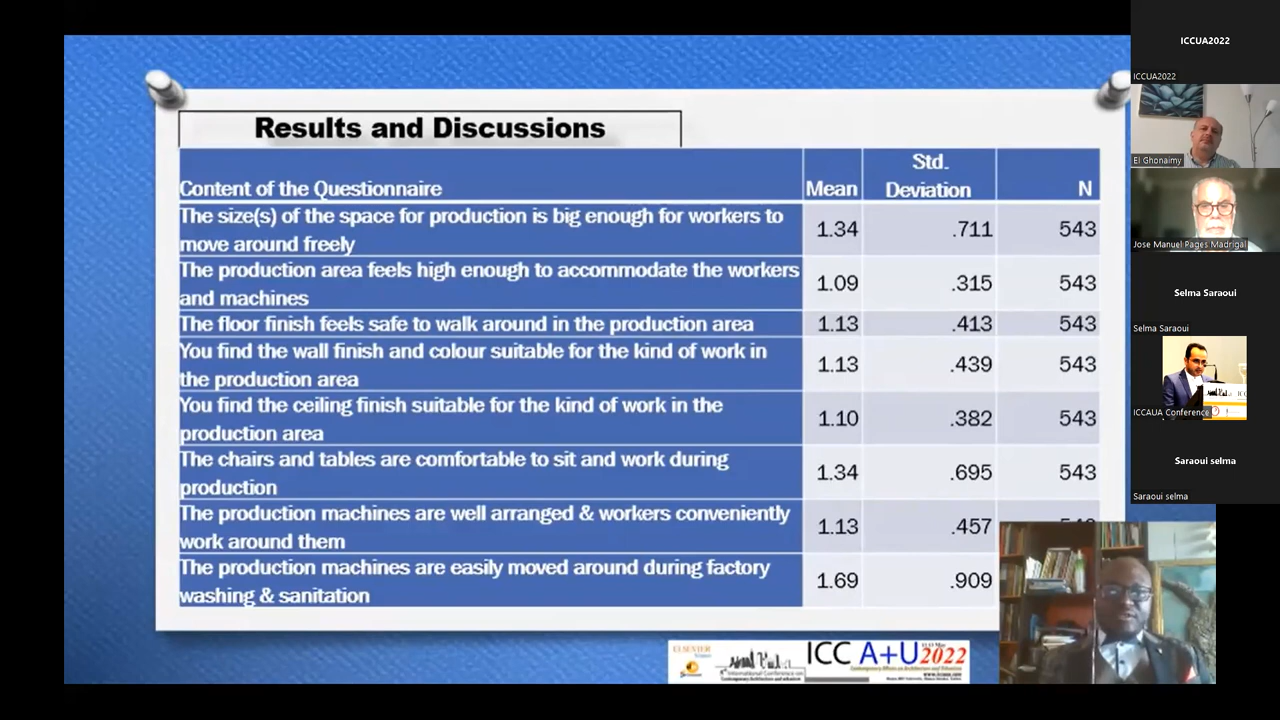 Results and Discussions
Content of the Questionnaire Mean Std. Deviation N
The size(s) of the space for production is big enough for workers to
move around freely 1.34 .711 543
The production area feels high enough to accommodate the workers
and machines 1.09 .315 543
The floor finish feels safe to walk around in the production area 1.13 .413 543
You find the wall finish and colour suitable for the kind of work in
the production area 1.13 .439 543
You find the ceiling finish suitable for the kind of work in the
production area 1.10 .382 543
The chairs and tables are comfortable to sit and work during
production 1.34 .695 543
The production machines are well arranged & workers conveniently
work around them 1.13 .457
The production machines are easily moved around during factory
washing & sanitation 1.69 .909
ICC A+U 2022
ICCUA2022
ICCUA2022
El Ghonaimy
Jose Manuel Pages Madrigal
Selma Saraoui
Selma Saraoui
ICCAUA Conference
Saraoui selma
Saraoui selma